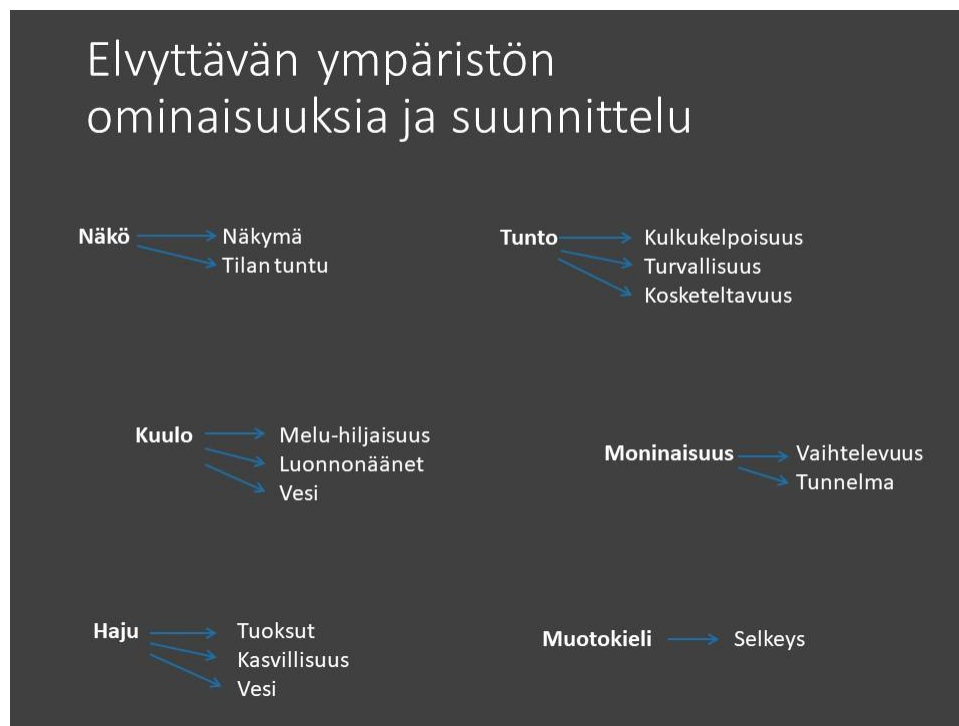 Elvyttävän ympäristön
ominaisuuksia ja suunnittelu
Näkö
Näkymä
Tilan tuntu
Tunto
Kulkukelpoisuus
Turvallisuus
Kosketeltavuus
Kuulo
Melu-hiljaisuus
Luonnonäänet
Vesi
Moninaisuus
Vaihtelevuus
Tunnelma
Haju
Tuoksut
Kasvillisuus
Vesi
Muotokieli
Selkeys